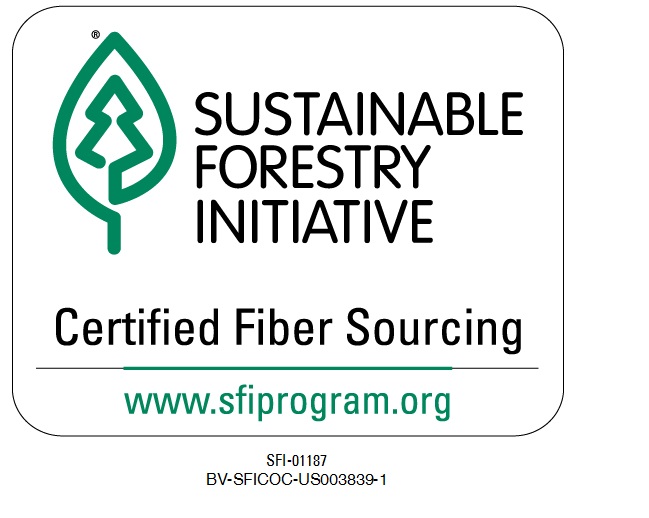 ®
SUSTAINABLE
FORESTRY
INITIATIVE
Certified Fiber Sourcing
www.sfiprogram.org
SFI-01187
BV-SFICOC-US003839-1